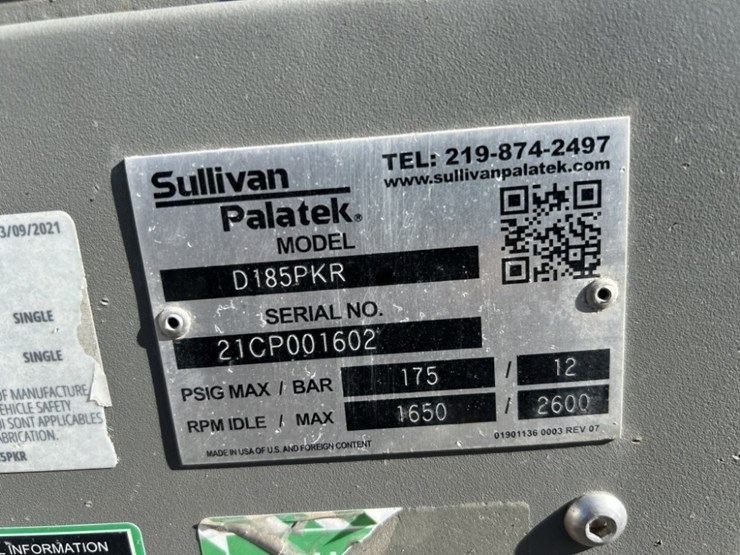 Sullivan
Palatek®
TEL: 219-874-2497
www.sullivanpalatek.com
MODEL
D185PKR
SERIAL NO.
21CP001602
PSIG MAX / BAR 175 / 12
RPM IDLE / MAX 1650 / 2600
MADE IN USA OF U.S. AND FOREIGN CONTENT
01901136 0003 REV 07
3/09/2021
SINGLE
SINGLE
OF MANUFACTURE
VEHICLE SAFETY
SONT APPLICABLES
5PKR
INFORMATION